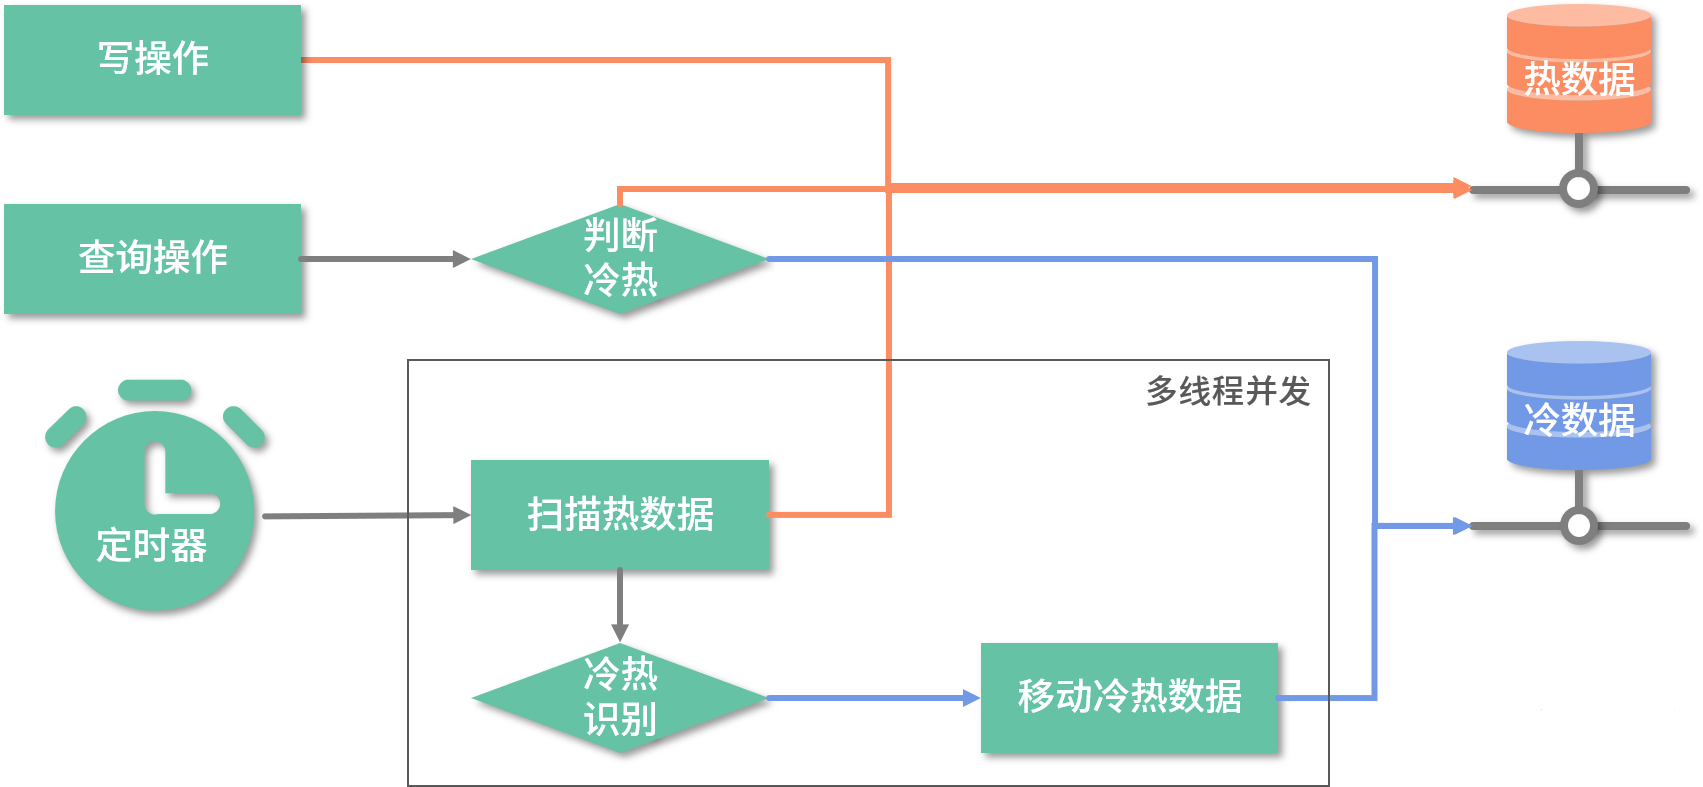 写操作
热数据
查询操作
判断
冷热
多线程并发
冷数据
扫描热数据
定时器
冷热
识别
移动冷热数据